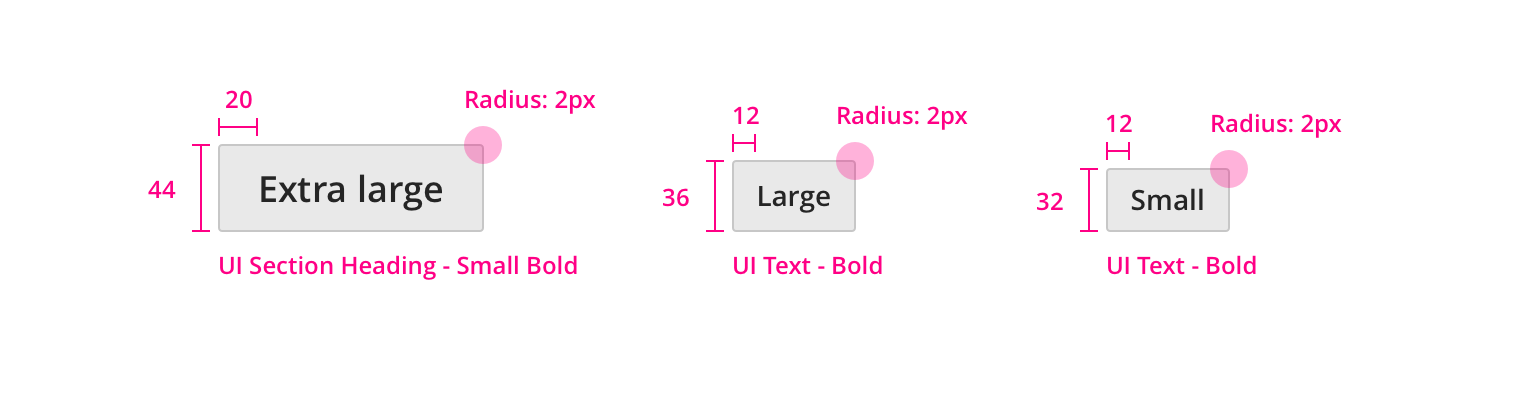 20
Radius: 2px
44
Extra large
UI Section Heading - Small Bold
12
Radius: 2px
36
Large
UI Text - Bold
12
Radius: 2px
32
Small
UI Text - Bold